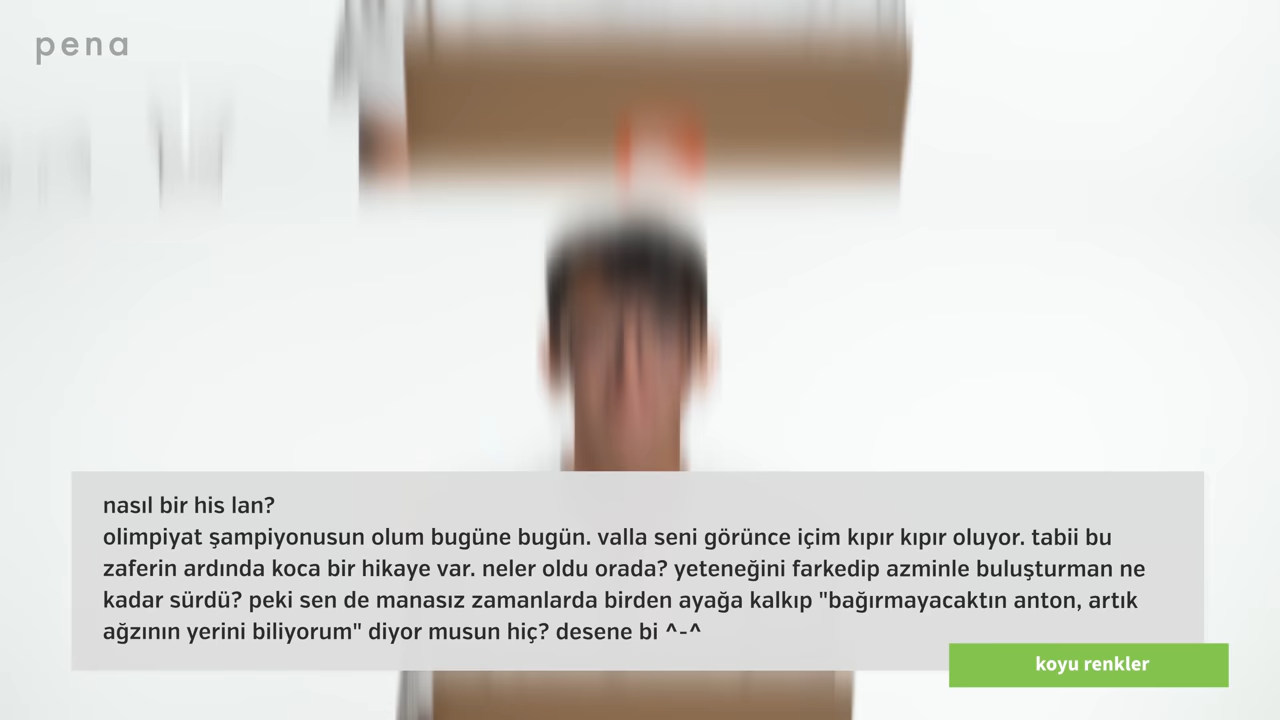 pena
nasıl bir his lan?
olimpiyat şampiyonusun olum bugüne bugün. valla seni görünce içim kıpır kıpır oluyor. tabii bu
zaferin ardında koca bir hikaye var. neler oldu orada? yeteneğini farkedip azminle buluşturman ne
kadar sürdü? peki sen de manasız zamanlarda birden ayağa kalkıp "bağırmayacaktın anton, artık
ağzının yerini biliyorum" diyor musun hiç? desene bi ^-^
koyu renkler